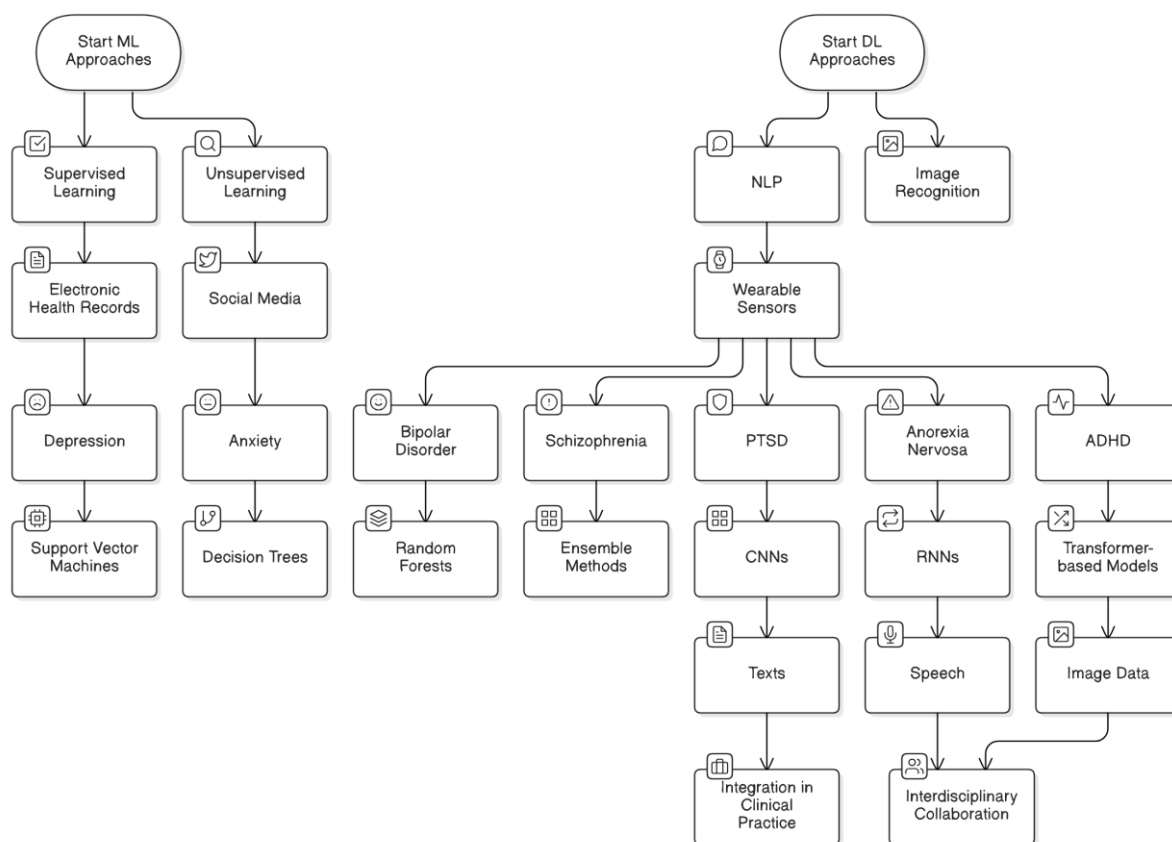 Start ML
Approaches
Start DL
Approaches
Supervised
Learning
Unsupervised
Learning
NLP
Image
Recognition
Electronic
Health Records
Social Media
Wearable
Sensors
Depression
Anxiety
Bipolar
Disorder
Schizophrenia
PTSD
Anorexia
Nervosa
ADHD
Support Vector
Machines
Decision Trees
Random
Forests
Ensemble
Methods
CNNs
RNNs
Transformer-
based Models
Texts
Speech
Image Data
Integration in
Clinical
Practice
Interdisciplinary
Collaboration